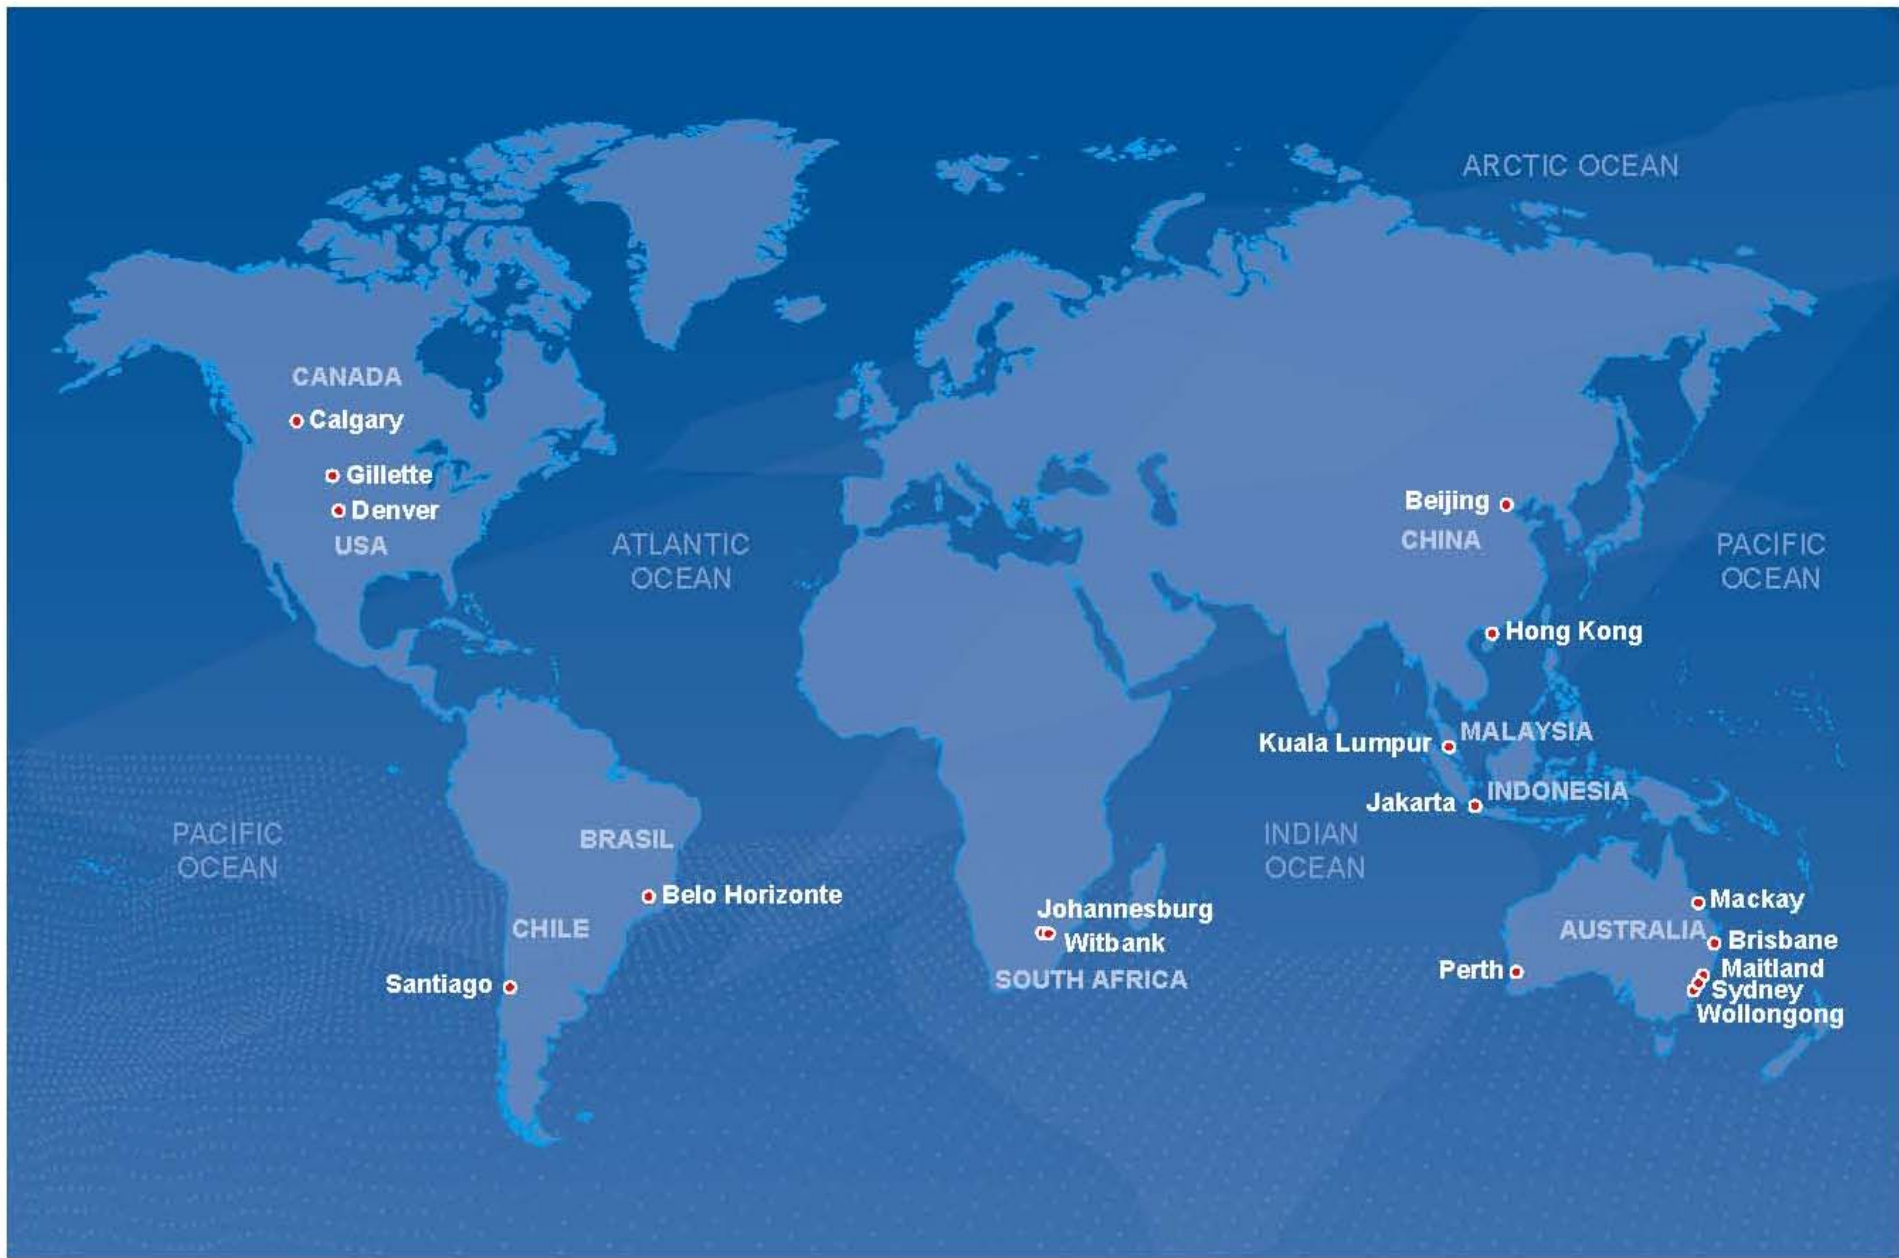 ARCTIC OCEAN
CANADA
Calgary
Gillette
Denver
USA
ATLANTIC
OCEAN
Beijing
CHINA
PACIFIC
OCEAN
Hong Kong
Kuala Lumpur
MALAYSIA
Jakarta
INDONESIA
PACIFIC
OCEAN
BRASIL
Belo Horizonte
CHILE
Santiago
INDIAN
OCEAN
Johannesburg
Witbank
SOUTH AFRICA
Mackay
AUSTRALIA
Brisbane
Perth
Maitland
Sydney
Wollongong